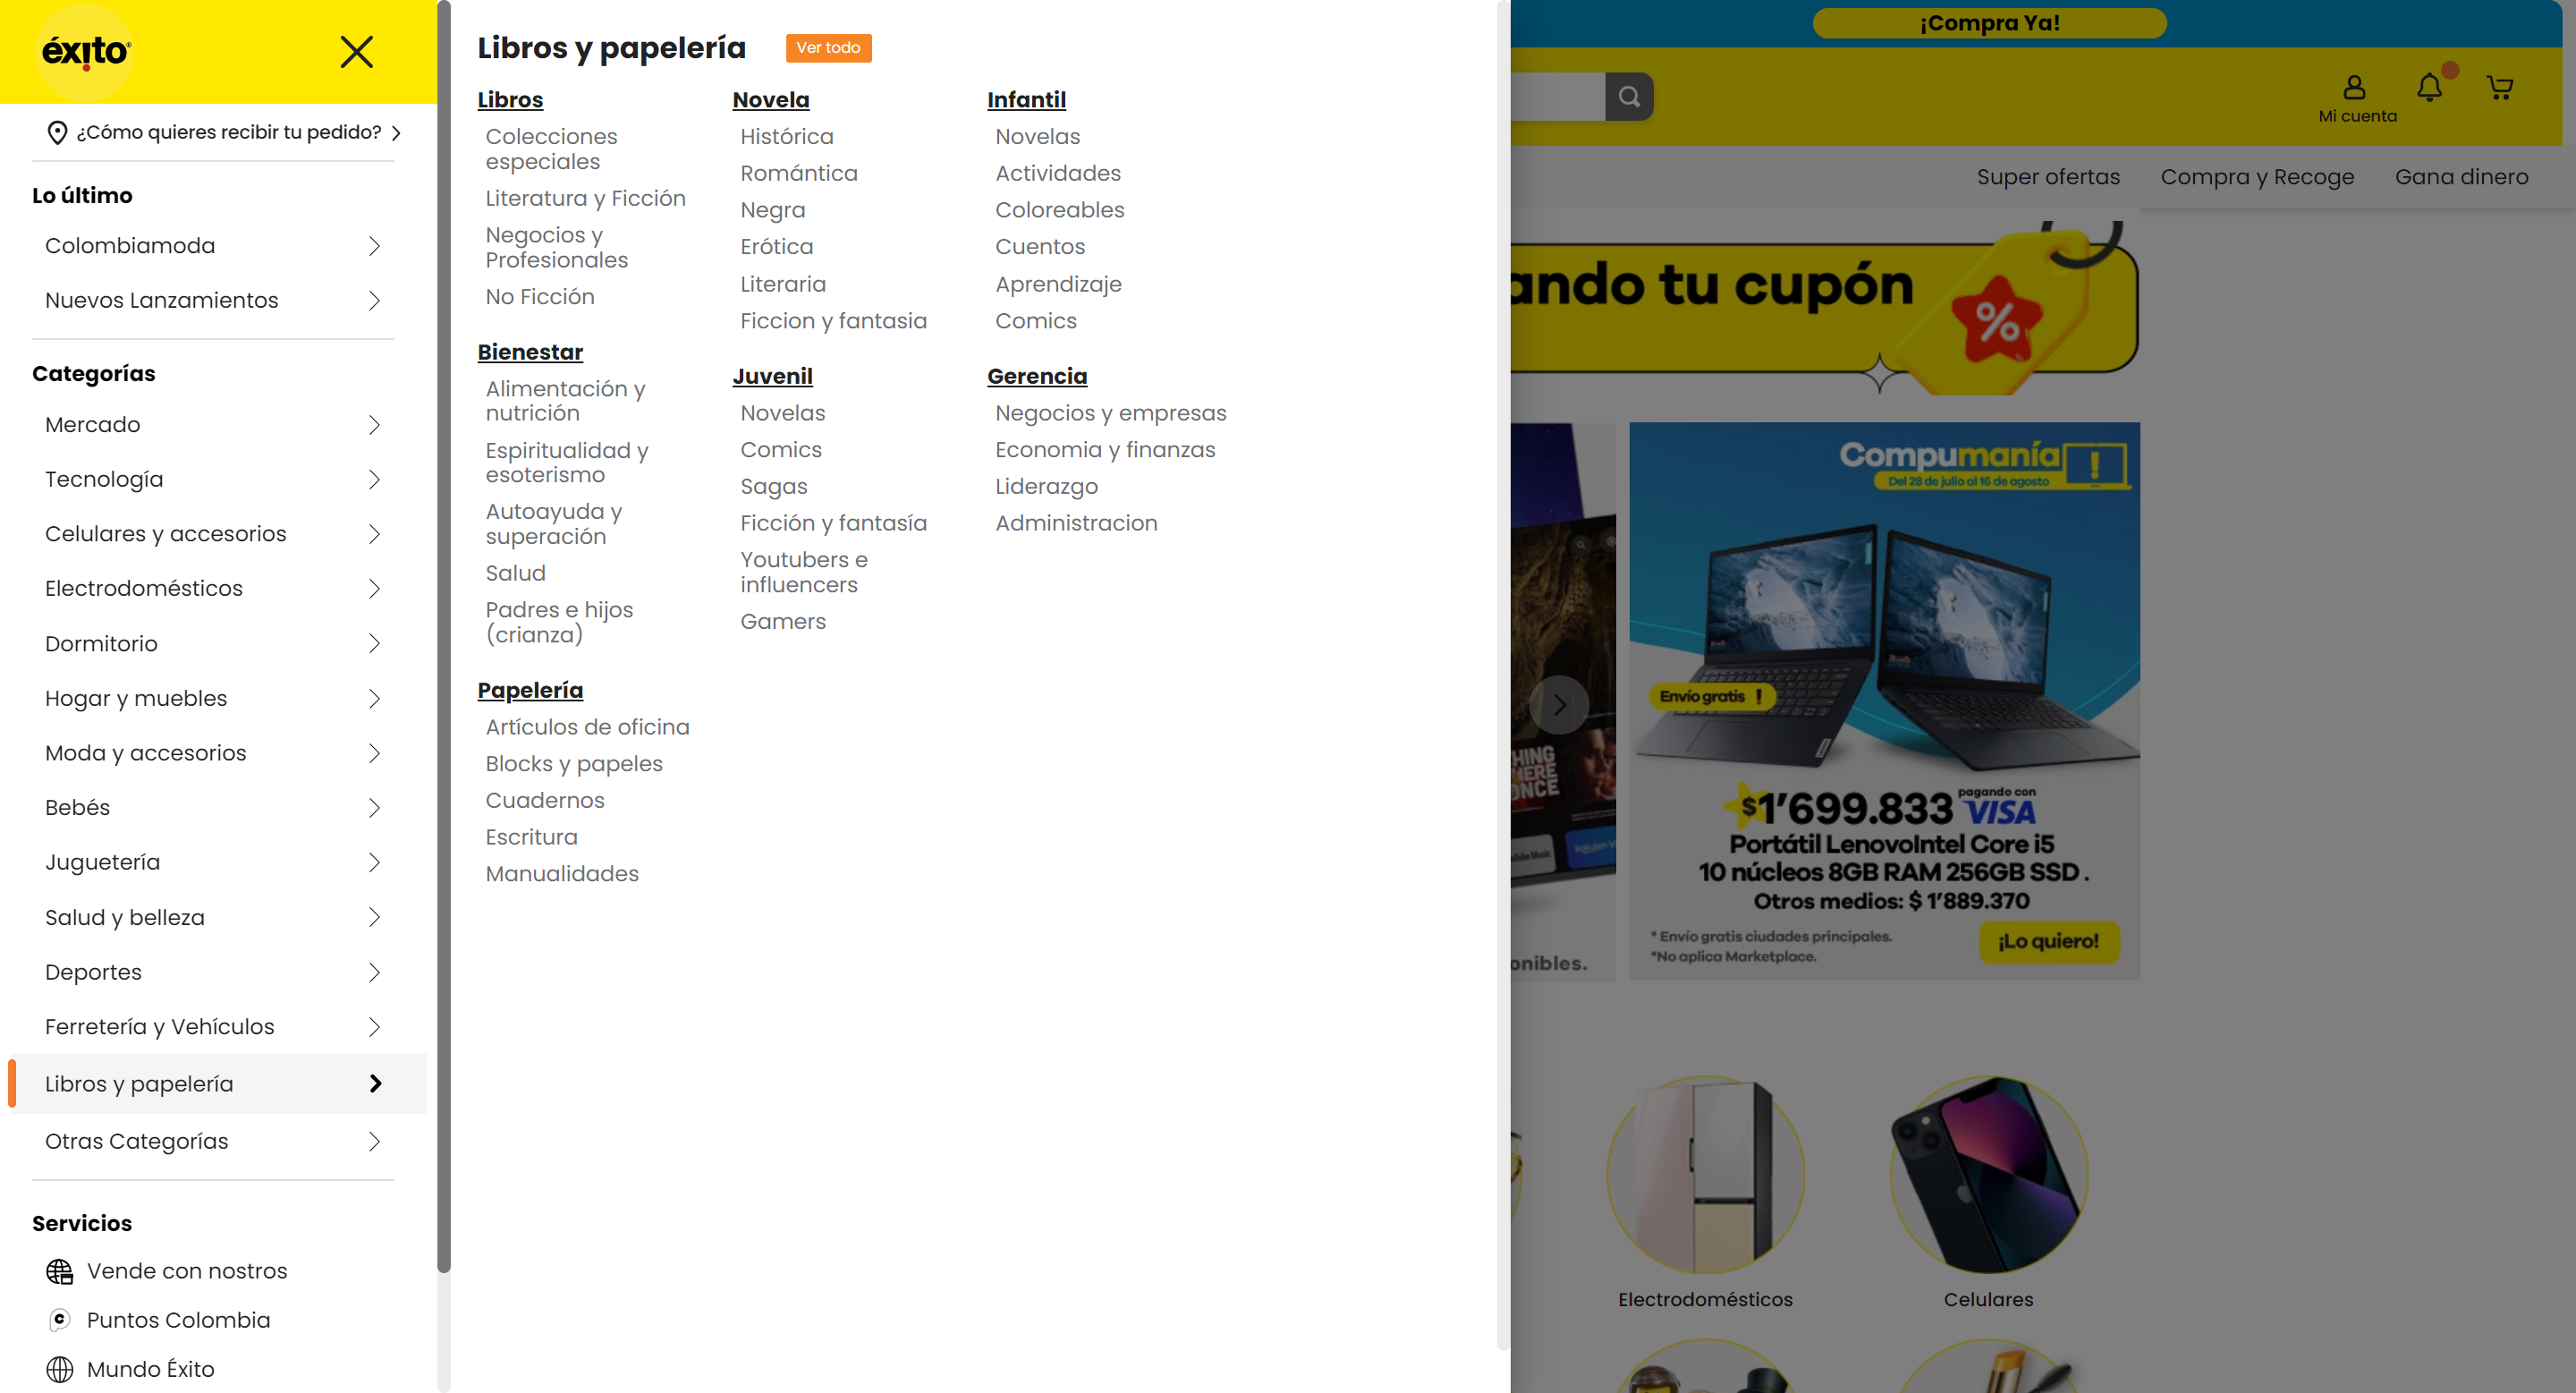 éxito
¿Cómo quieres recibir tu pedido?
Lo último
Colombiamoda
Nuevos Lanzamientos
Categorías
Mercado
Tecnología
Celulares y accesorios
Electrodomésticos
Dormitorio
Hogar y muebles
Moda y accesorios
Bebés
Juguetería
Salud y belleza
Deportes
Ferretería y Vehículos
Libros y papelería
Otras Categorías
Servicios
Vende con nostros
Puntos Colombia
Mundo Éxito
Libros y papelería
Ver todo
Libros
Colecciones
especiales
Literatura y Ficción
Negocios y
Profesionales
No Ficción
Bienestar
Alimentación y
nutrición
Espiritualidad y
esoterismo
Autoayuda y
superación
Salud
Padres e hijos
(crianza)
Papelería
Artículos de oficina
Blocks y papeles
Cuadernos
Escritura
Manualidades
Novela
Histórica
Romántica
Negra
Erótica
Literaria
Ficcion y fantasia
Juvenil
Novelas
Comics
Sagas
Ficción y fantasía
Youtubers e
influencers
Gamers
Infantil
Novelas
Actividades
Coloreables
Cuentos
Aprendizaje
Comics
Gerencia
Negocios y empresas
Economia y finanzas
Liderazgo
Administracion
¡Compra Ya!
Mi cuenta
Super ofertas
Compra y Recoge
Gana dinero
ando tu cupón
%
Compumanía
Del 28 de julio al 16 de agosto
Envío gratis !
$1'699.833
pagando con
VISA
Portátil LenovoIntel Core i5
10 núcleos 8GB RAM 256GB SSD .
Otros medios: $ 1'889.370
* Envío gratis ciudades principales.
*No aplica Marketplace.
¡Lo quiero!
HING
ERE
ONCE
Music
onibles.
Electrodomésticos
Celulares